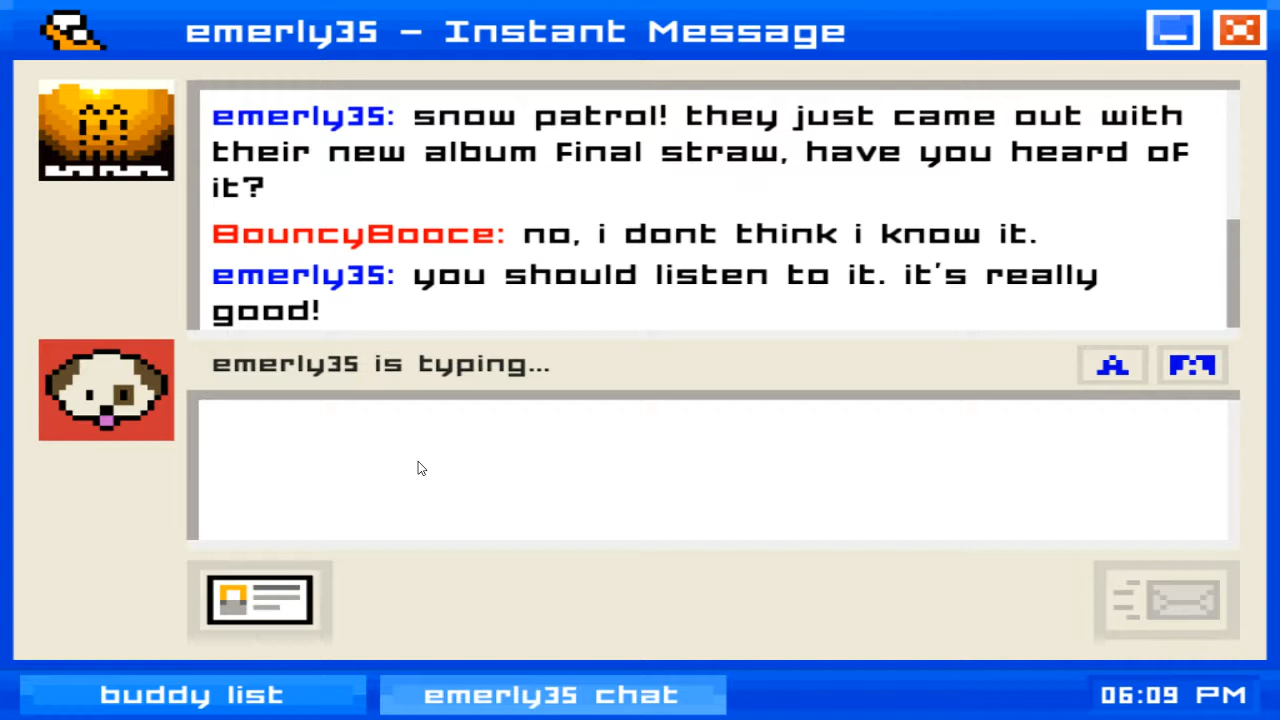 emerly35 - Instant Message
emerly35: snow patrol! they just came out with
their new album final straw, have you heard of
it?
BouncyBooce: no, i dont think i know it.
emerly35: you should listen to it. it's really
good!
emerly35 is typing...
A
buddy list
emerly35 chat
06:09 PM